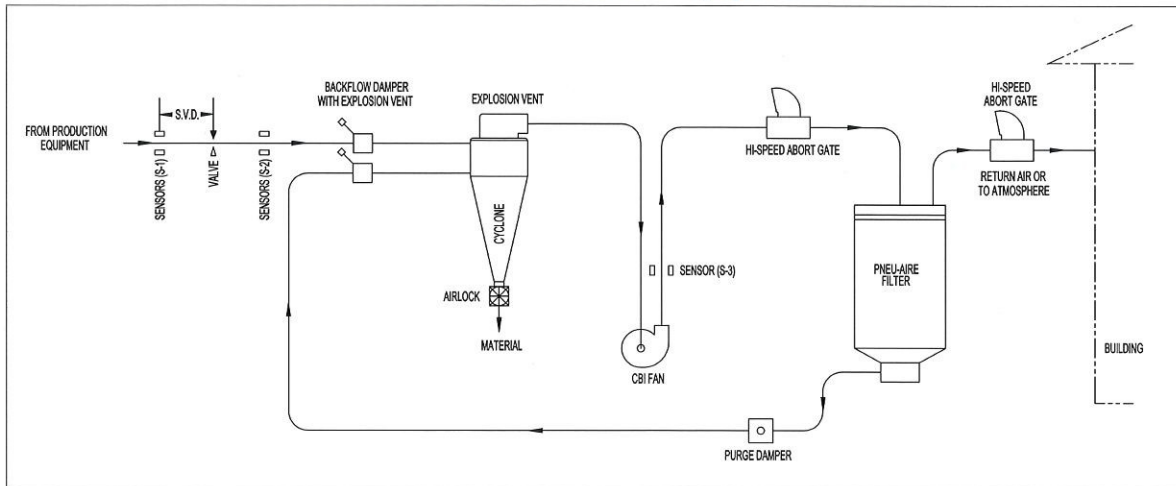 FROM PRODUCTION
EQUIPMENT
S.V.D.
SENSORS (S-1)
VALVE
SENSORS (S-2)
BACKFLOW DAMPER
WITH EXPLOSION VENT
EXPLOSION VENT
CYCLONE
AIRLOCK
MATERIAL
SENSOR (S-3)
CBI FAN
HI-SPEED ABORT GATE
HI-SPEED
ABORT GATE
RETURN AIR OR
TO ATMOSPHERE
PNEU-AIRE
FILTER
BUILDING
PURGE DAMPER